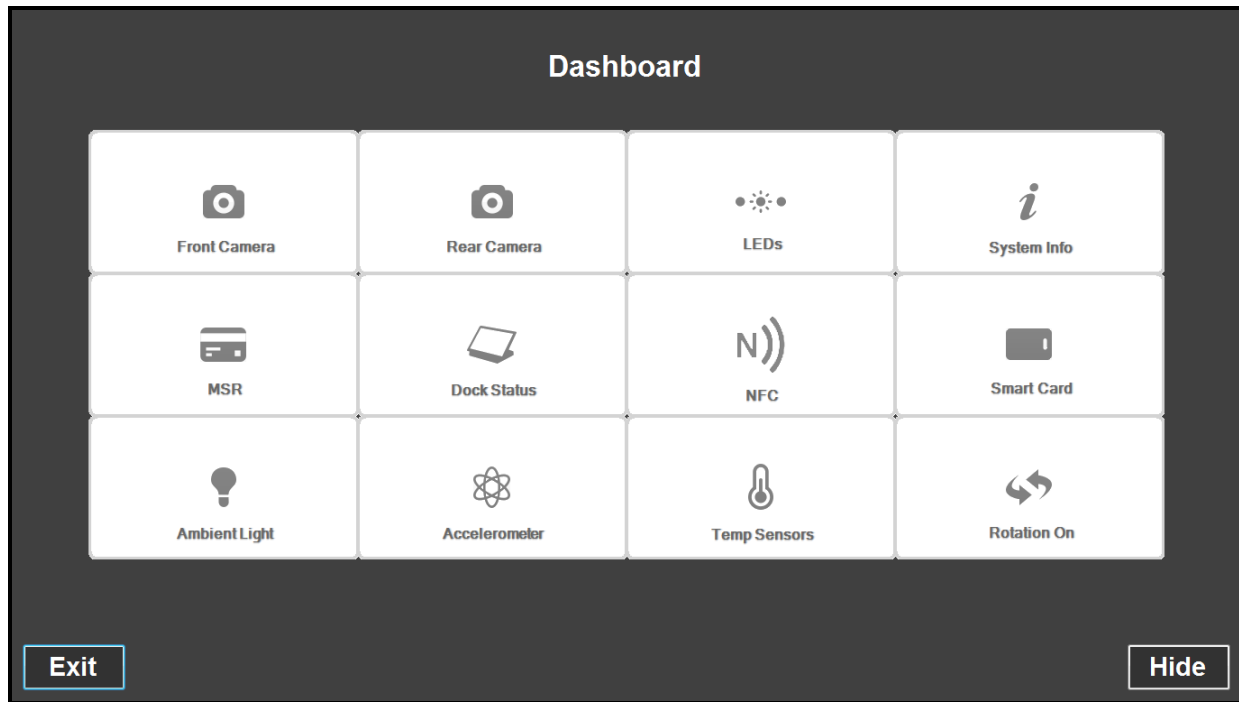 Dashboard
Front Camera
Rear Camera
LEDs
System Info
MSR
Dock Status
N
NFC
Smart Card
Ambient Light
Accelerometer
Temp Sensors
Rotation On
Exit
Hide